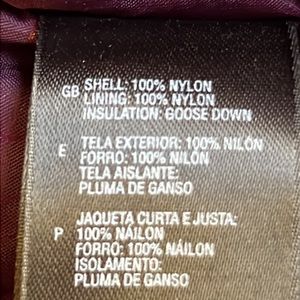 GB SHELL: 100% NYLON
LINING: 100% NYLON
INSULATION: GOOSE DOWN
E TELA EXTERIOR: 100% NILÓN
FORRO: 100% NILÓN
TELA AISLANTE:
PLUMA DE GANSO
P JAQUETA CURTA E JUSTA:
100% NÁILON
FORRO: 100% NÁILON
ISOLAMENTO:
PLUMA DE GANSO